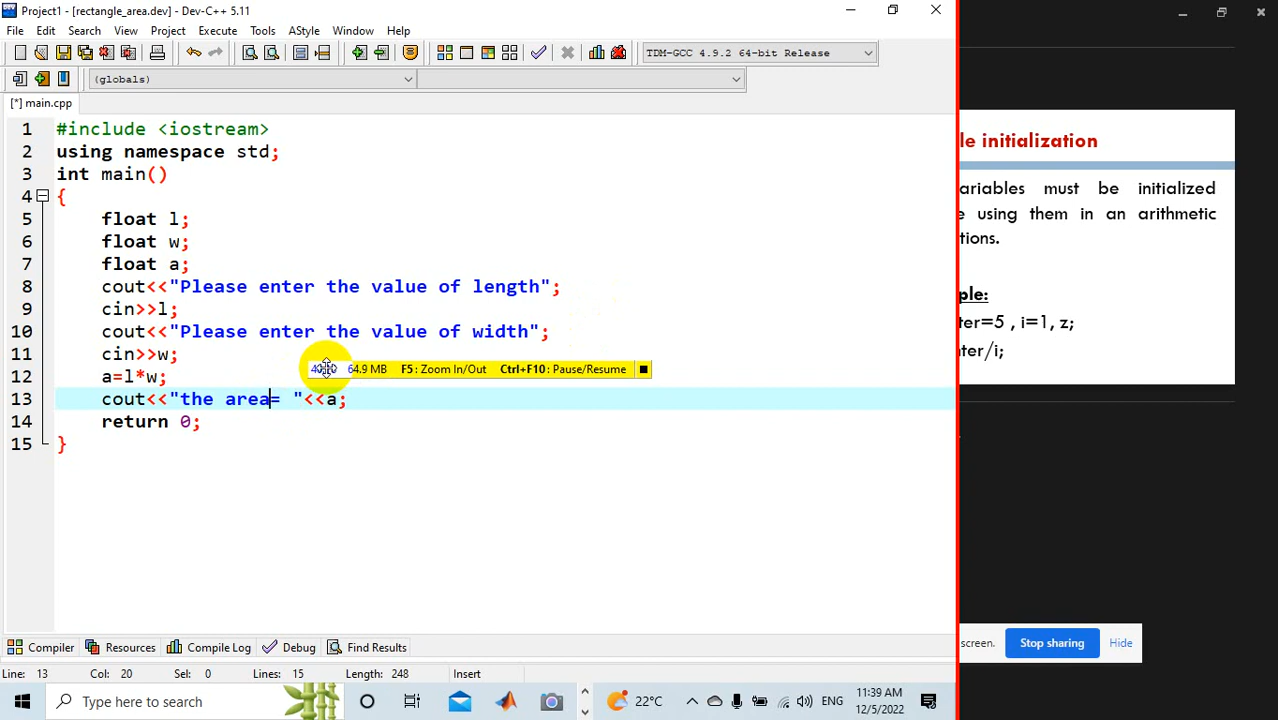 Project1 - [rectangle_area.dev] - Dev-C++ 5.11
File Edit Search View Project Execute Tools AStyle Window Help
TDM-GCC 4.9.2 64-bit Release
(globals)
[*] main.cpp
1 #include <iostream>
2 using namespace std;
3 int main()
4 {
5 float l;
6 float w;
7 float a;
8 cout<<"Please enter the value of length";
9 cin>>l;
10 cout<<"Please enter the value of width";
11 cin>>w;
12 a=l*w;
13 cout<<"the area= "<<a;
14 return 0;
15 }
64.9 MB F5: Zoom In/Out Ctrl+F10: Pause/Resume
le initialization
ariables must be initialized
e using them in an arithmetic
tions.
ple:
ter=5 , i=1, z;
nter/i;
screen. Stop sharing Hide
Compiler Resources Compile Log Debug Find Results
Line: 13 Col: 20 Sel: 0 Lines: 15 Length: 248 Insert
Type here to search
22°C ENG
11:39 AM
12/5/2022